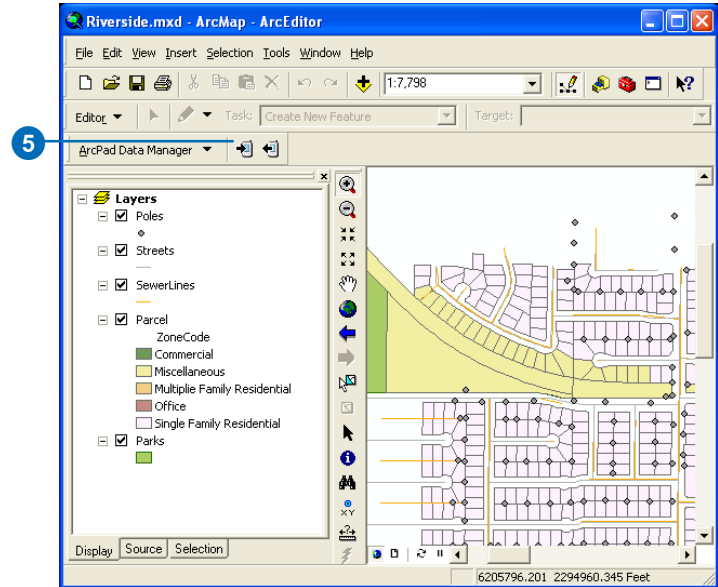 Riverside.mxd - ArcMap - ArcEditor
File Edit View Insert Selection Tools Window Help
1:7,798
Editor Task: Create New Feature Target:
5
ArcPad Data Manager
Layers
Poles
Streets
SewerLines
Parcel
ZoneCode
Commercial
Miscellaneous
Multiplie Family Residential
Office
Single Family Residential
Parks
XY
Display Source Selection
6205796.201 2294960.345 Feet